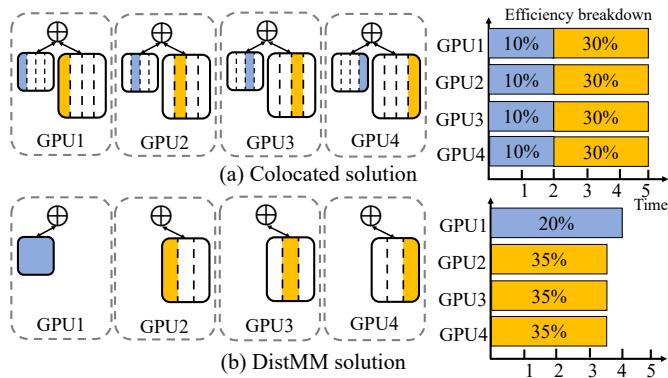 Efficiency breakdown
GPU1 10% 30%
GPU2 10% 30%
GPU3 10% 30%
GPU4 10% 30%
1 2 3 4 5
Time
GPU1 GPU2 GPU3 GPU4
(a) Colocated solution
GPU1 20%
GPU2 35%
GPU3 35%
GPU4 35%
1 2 3 4 5
GPU1 GPU2 GPU3 GPU4
(b) DistMM solution